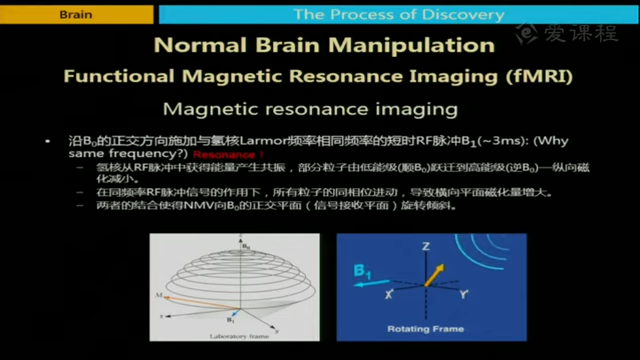 Brain
The Process of Discovery
爱课程
Normal Brain Manipulation
Functional Magnetic Resonance Imaging (fMRI)
Magnetic resonance imaging
• 沿B₀的正交方向施加与氢核Larmor频率相同频率的短时RF脉冲B₁(~3ms): (Why
same frequency?) Resonance !
– 氢核从RF脉冲中获得能量产生共振，部分粒子由低能级（顺B₀)跃迁到高能级（逆B₀)—纵向磁
化减小。
– 在同频率RF脉冲信号的作用下，所有粒子的同相位进动，导致横向平面磁化量增大。
– 两者的结合使得NMV向B₀的正交平面（信号接收平面）旋转倾斜。
B₀
M
x
B₁
y
Laboratory frame
Z
B₁
X'
Y'
Rotating Frame